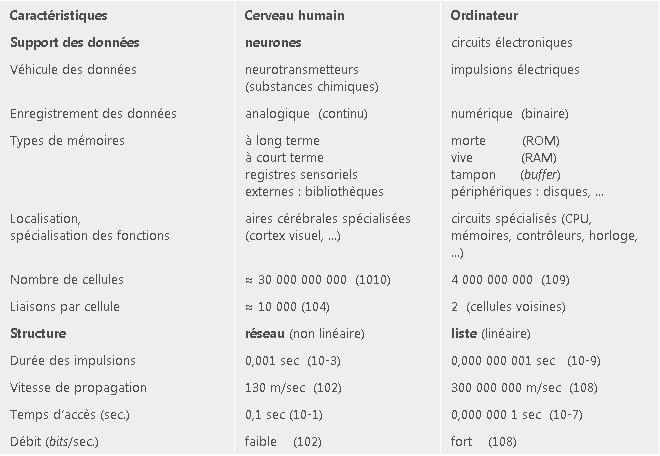 Caractéristiques Cerveau humain Ordinateur
Support des données neurones circuits électroniques
Véhicule des données neurotransmetteurs impulsions électriques
(substances chimiques)
Enregistrement des données analogique (continu) numérique (binaire)
Types de mémoires à long terme morte (ROM)
à court terme vive (RAM)
registres sensoriels tampon (buffer)
externes : bibliothèques périphériques : disques, ...
Localisation, aires cérébrales spécialisées circuits spécialisés (CPU,
spécialisation des fonctions (cortex visuel, ...) mémoires, contrôleurs, horloge,
...)
Nombre de cellules ≈ 30 000 000 000 (1010) 4 000 000 000 (109)
Liaisons par cellule ≈ 10 000 (104) 2 (cellules voisines)
Structure réseau (non linéaire) liste (linéaire)
Durée des impulsions 0,001 sec (10-3) 0,000 000 001 sec (10-9)
Vitesse de propagation 130 m/sec (102) 300 000 000 m/sec (108)
Temps d'accès (sec.) 0,1 sec (10-1) 0,000 000 1 sec (10-7)
Débit (bits/sec.) faible (102) fort (108)